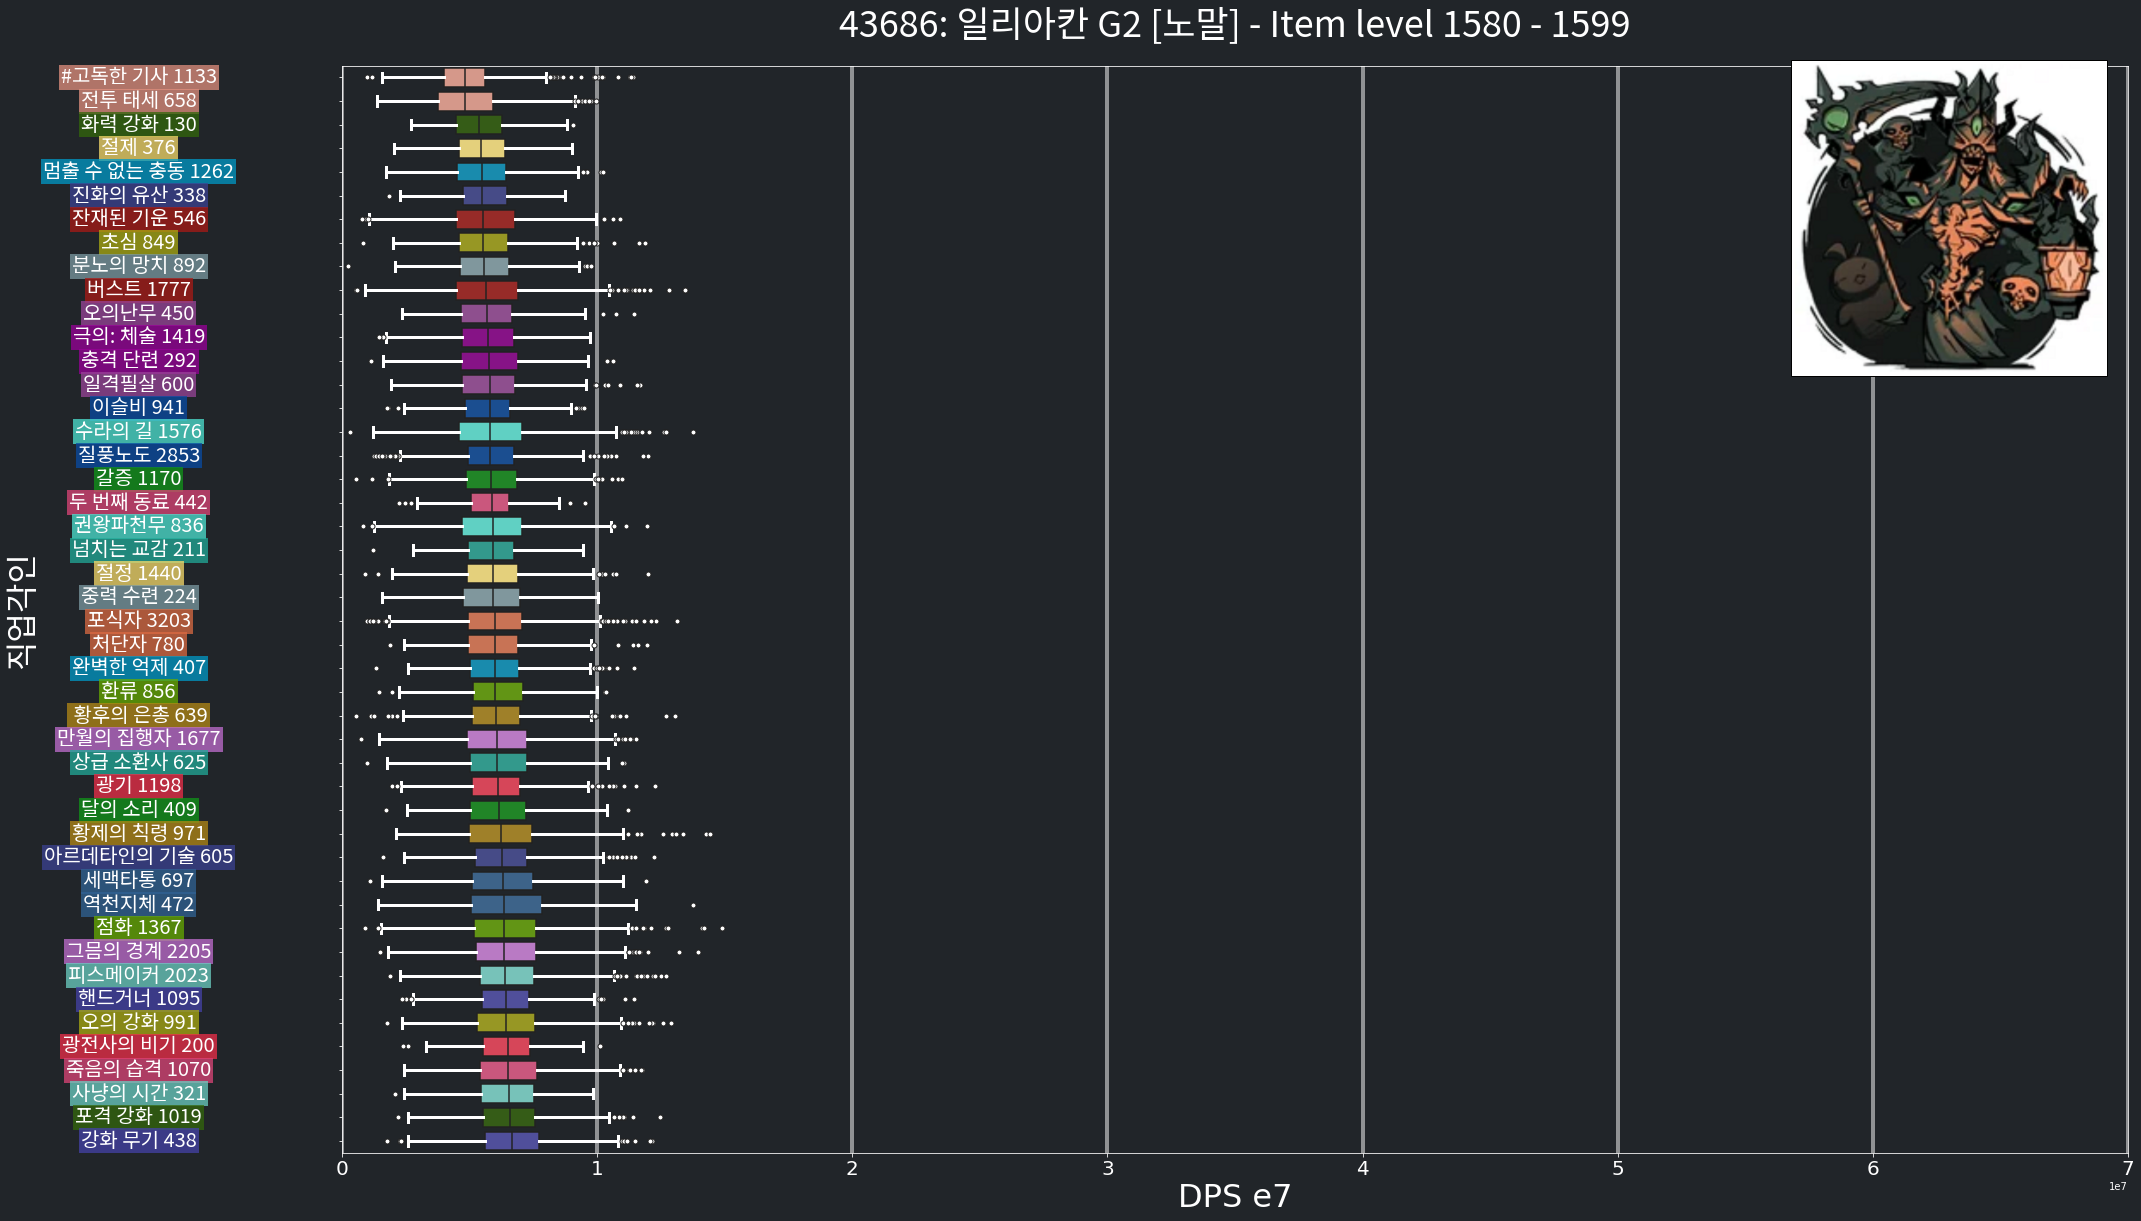 43686: 일리아칸 G2 [노말] - Item level 1580 - 1599
#고독한 기사 1133
전투 태세 658
화력 강화 130
절제 376
멈출 수 없는 충동 1262
진화의 유산 338
잔재된 기운 546
초심 849
분노의 망치 892
버스트 1777
오의난무 450
극의: 체술 1419
충격 단련 292
일격필살 600
이슬비 941
수라의 길 1576
질풍노도 2853
갈증 1170
두 번째 동료 442
권왕파천무 836
넘치는 교감 211
절정 1440
중력 수련 224
포식자 3203
처단자 780
완벽한 억제 407
환류 856
황후의 은총 639
만월의 집행자 1677
상급 소환사 625
광기 1198
달의 소리 409
황제의 칙령 971
아르데타인의 기술 605
세맥타통 697
역천지체 472
점화 1367
그믐의 경계 2205
피스메이커 2023
핸드거너 1095
오의 강화 991
광전사의 비기 200
죽음의 습격 1070
사냥의 시간 321
포격 강화 1019
강화 무기 438
직업각인
0 1 2 3 4 5 6 7
DPS e7
1e7